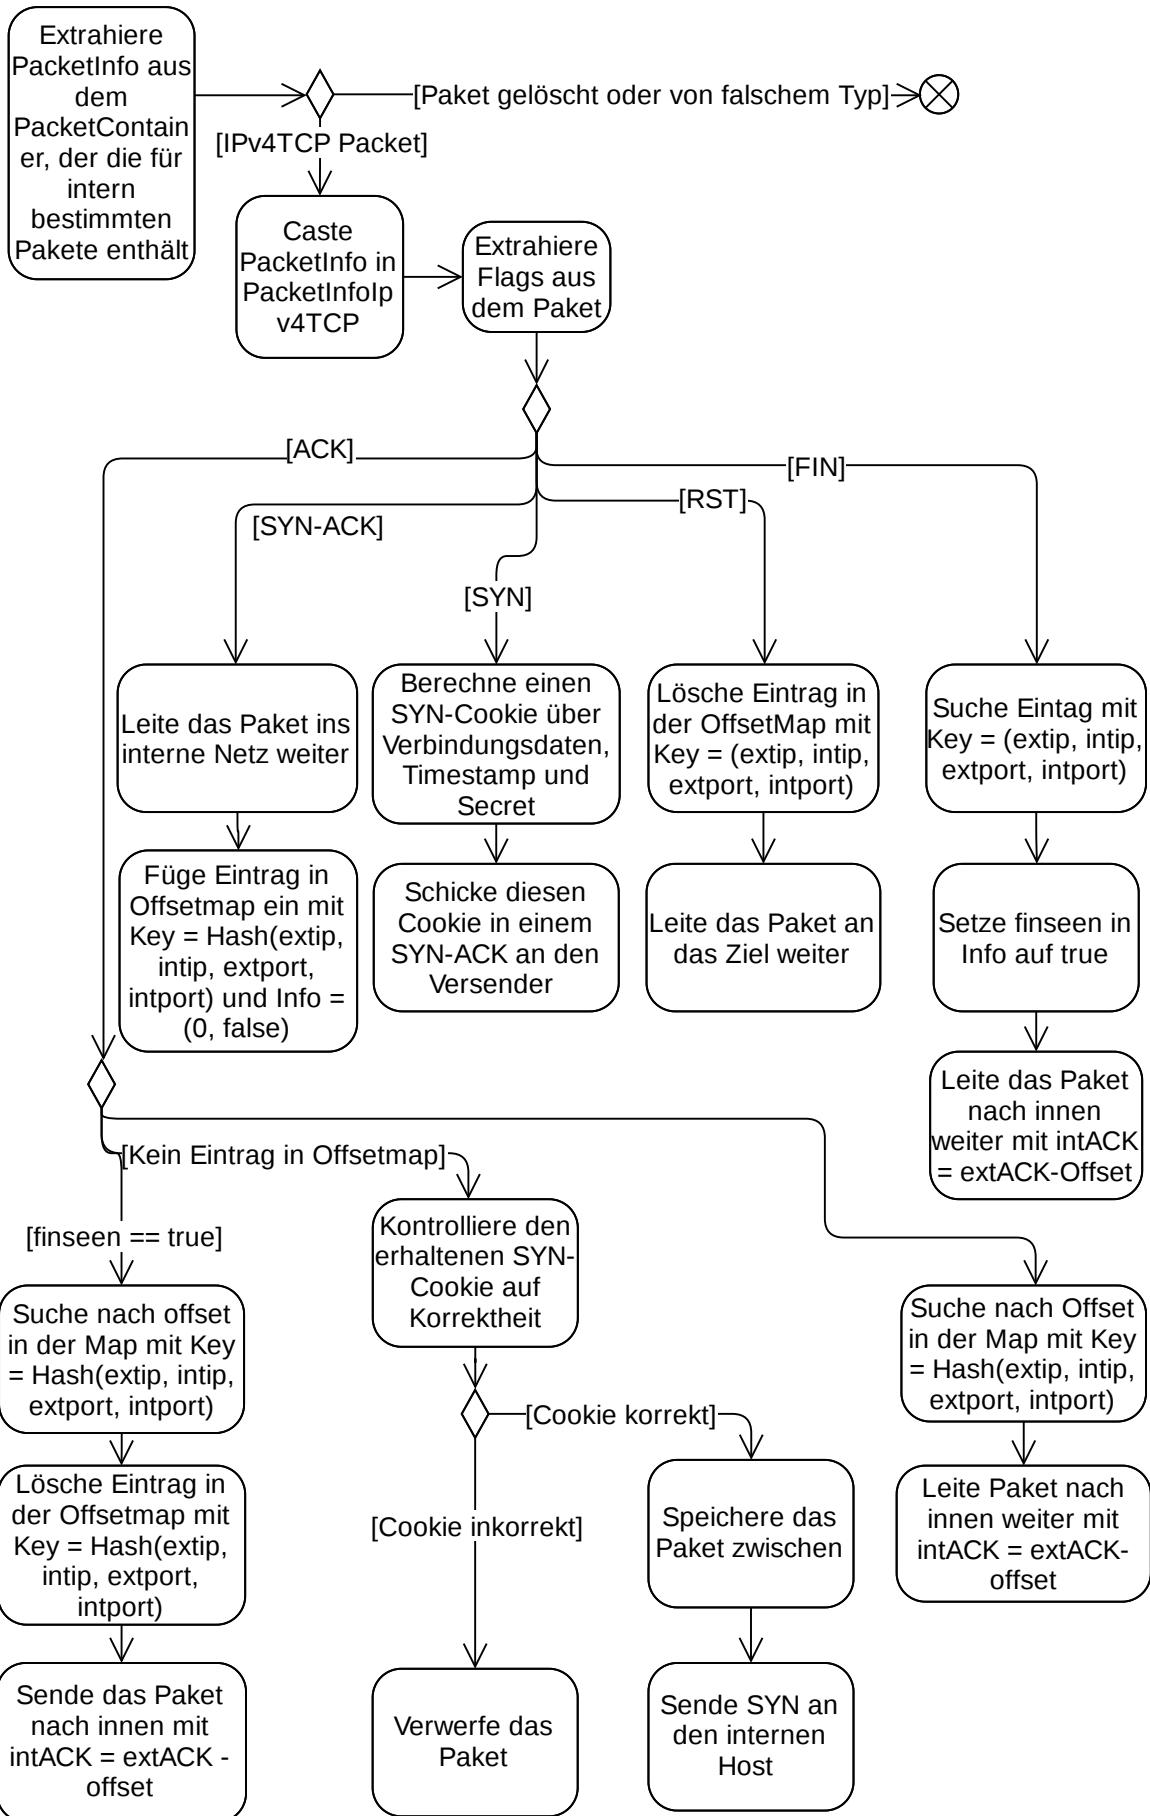 Extrahiere
PacketInfo aus
dem
PacketContain
er, der die für
intern
bestimmten
Pakete enthält
[Paket gelöscht oder von falschem Typ]
[IPv4TCP Packet]
Caste
PacketInfo in
PacketInfoIp
v4TCP
Extrahiere
Flags aus
dem Paket
[ACK]
[SYN-ACK]
[SYN]
[RST]
[FIN]
Leite das Paket ins
interne Netz weiter
Füge Eintrag in
Offsetmap ein mit
Key = Hash(extip,
intip, extport,
intport) und Info =
(0, false)
Berechne einen
SYN-Cookie über
Verbindungsdaten,
Timestamp und
Secret
Schicke diesen
Cookie in einem
SYN-ACK an den
Versender
Lösche Eintrag in
der OffsetMap mit
Key = (extip, intip,
extport, intport)
Leite das Paket an
das Ziel weiter
Suche Eintag mit
Key = (extip, intip,
extport, intport)
Setze finseen in
Info auf true
Leite das Paket
nach innen
weiter mit intACK
= extACK-Offset
[Kein Eintrag in Offsetmap]
[finseen == true]
Suche nach offset
in der Map mit Key
= Hash(extip, intip,
extport, intport)
Lösche Eintrag in
der Offsetmap mit
Key = Hash(extip,
intip, extport,
intport)
Sende das Paket
nach innen mit
intACK = extACK -
offset
Kontrolliere den
erhaltenen SYN-
Cookie auf
Korrektheit
[Cookie korrekt]
[Cookie inkorrekt]
Verwerfe das
Paket
Speichere das
Paket zwischen
Sende SYN an
den internen
Host
Suche nach Offset
in der Map mit Key
= Hash(extip, intip,
extport, intport)
Leite Paket nach
innen weiter mit
intACK = extACK-
offset